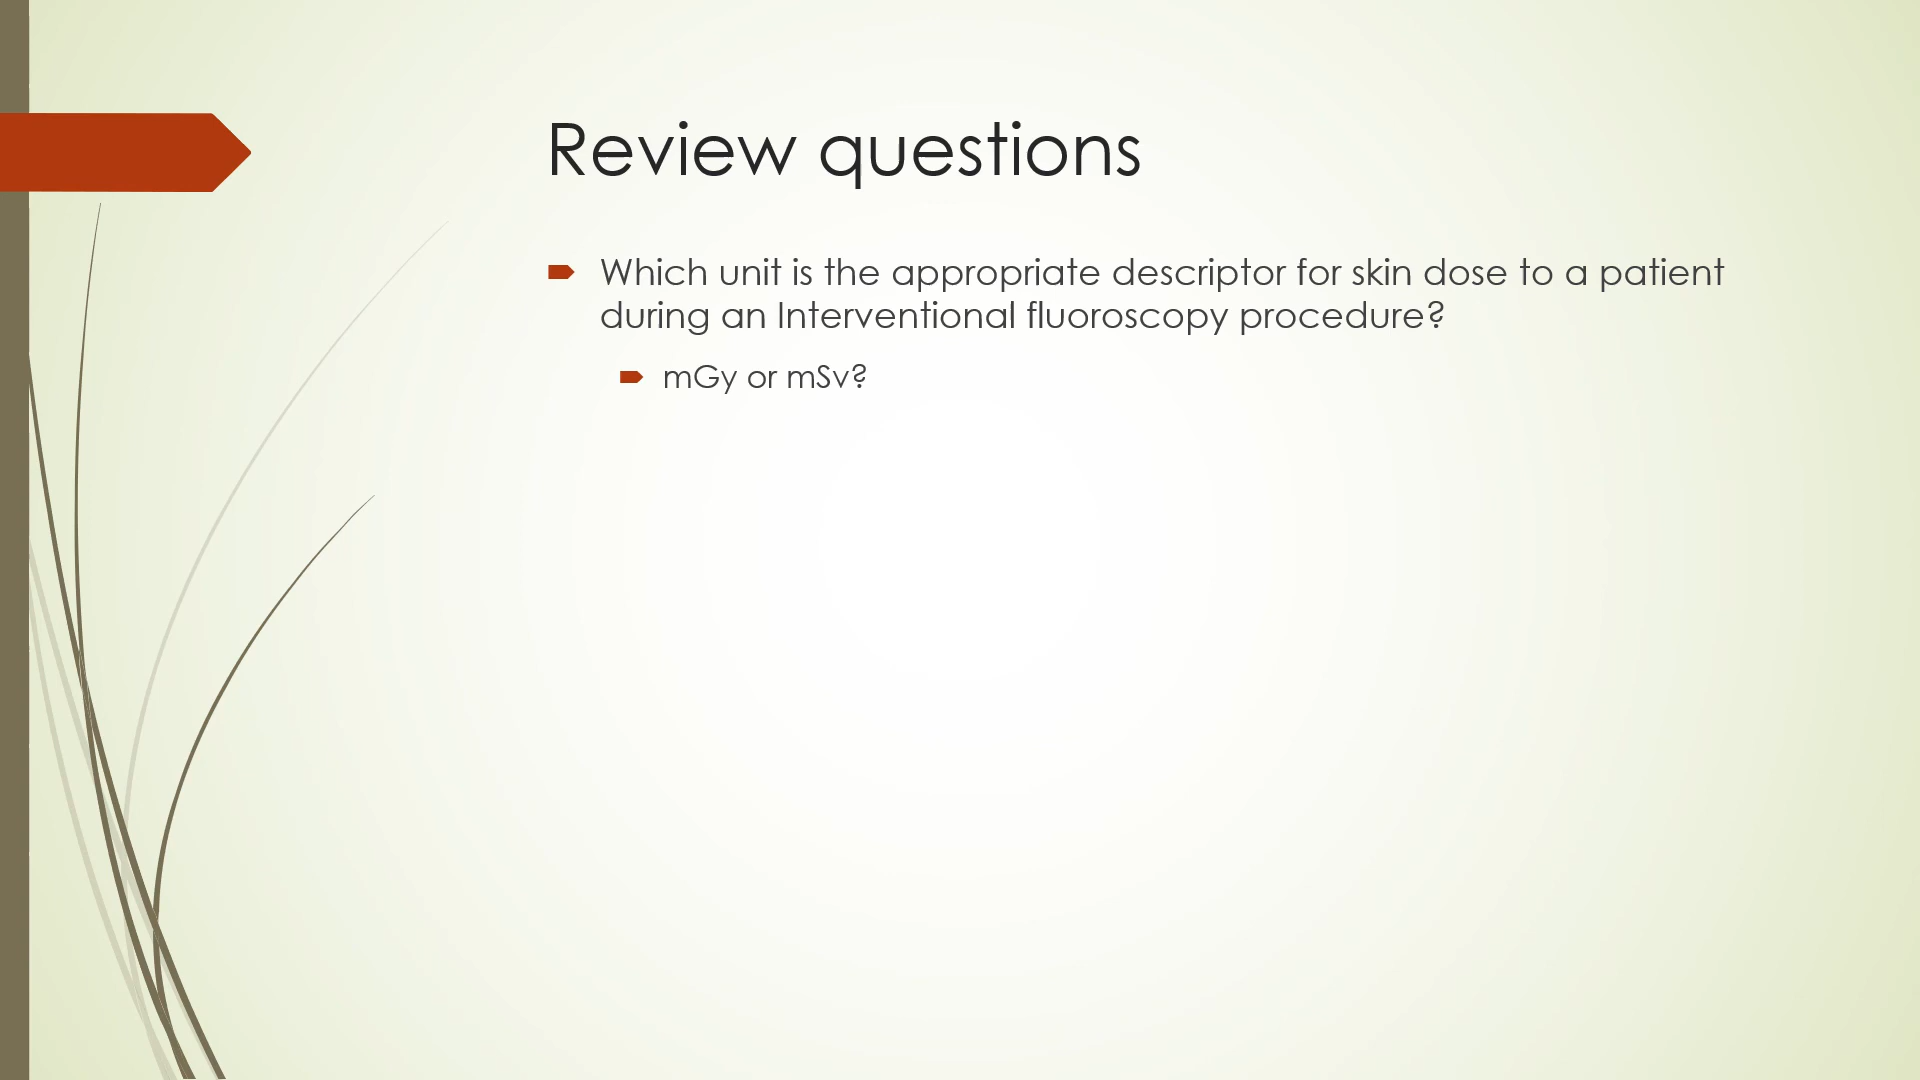 Review questions
Which unit is the appropriate descriptor for skin dose to a patient
during an Interventional fluoroscopy procedure?
mGy or mSv?